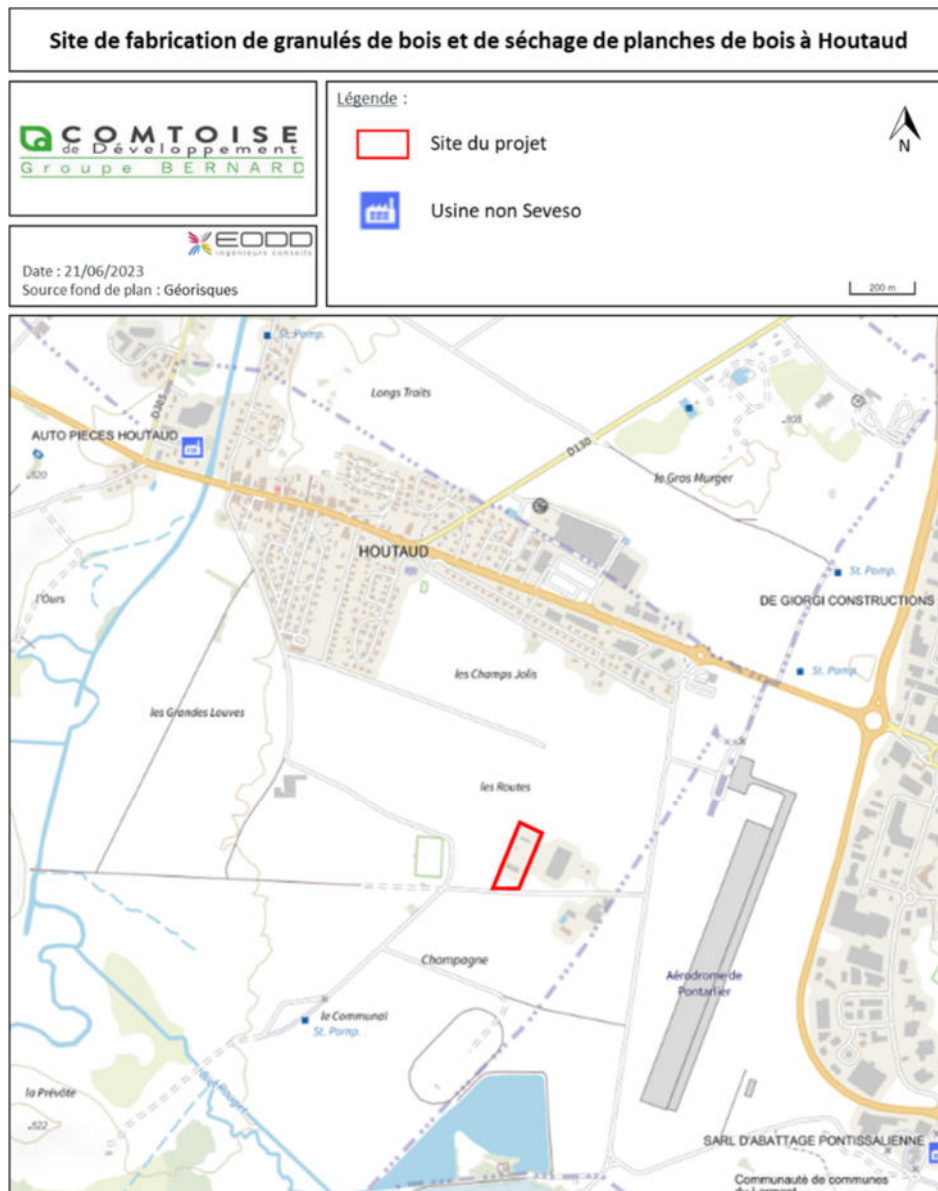 Site de fabrication de granulés de bois et de séchage de planches de bois à Houtaud
COMTOISE
de Développement
Groupe BERNARD
EODD
ingénieurs conseils
Date : 21/06/2023
Source fond de plan : Géorisques
Légende :
Site du projet
Usine non Seveso
N
200 m
St. Pomp.
Longs Traits
D130
AUTO PIECES HOUTAUD
le Gros Murger
HOUTAUD
St. Pomp.
DE GIORGI CONSTRUCTIONS
l'Ours
les Champs Jolis
St. Pomp.
les Grandes Louves
les Routes
Aérodrome de
Pontarlier
Champagne
le Communal
St. Pomp.
la Prévôte
SARL D'ABATTAGE PONTISSALIENNE
Communauté de communes